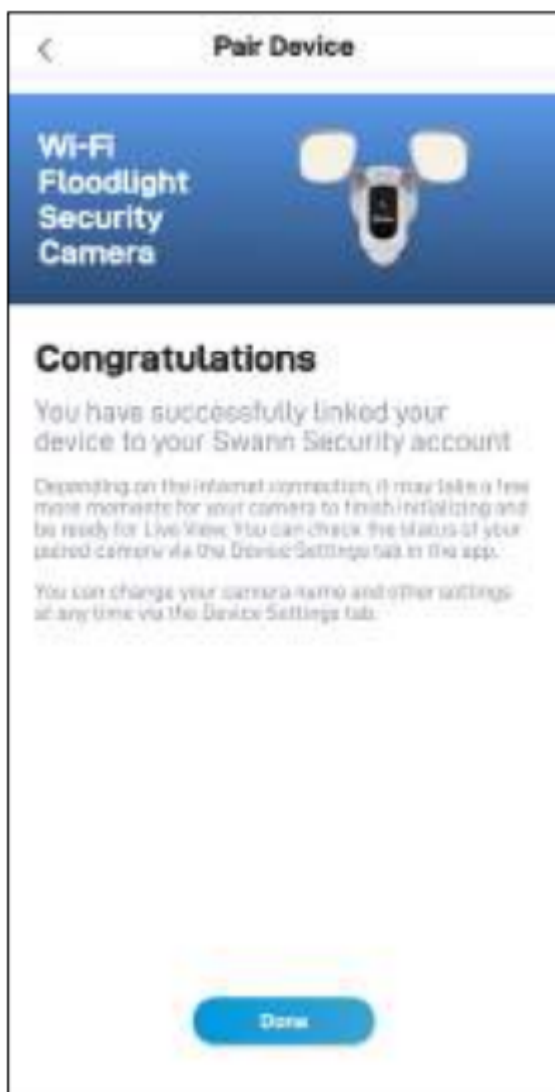 Pair Device
Wi-Fi
Floodlight
Security
Camera
Congratulations
You have successfully linked your
device to your Swann Security account
Depending on the internet connection, it may take a few
more moments for your camera to finish initializing and
be ready for Live View. You can check the status of your
paired camera via the Device Settings tab in the app.
You can change your camera name and other settings
at any time via the Device Settings tab.
Done